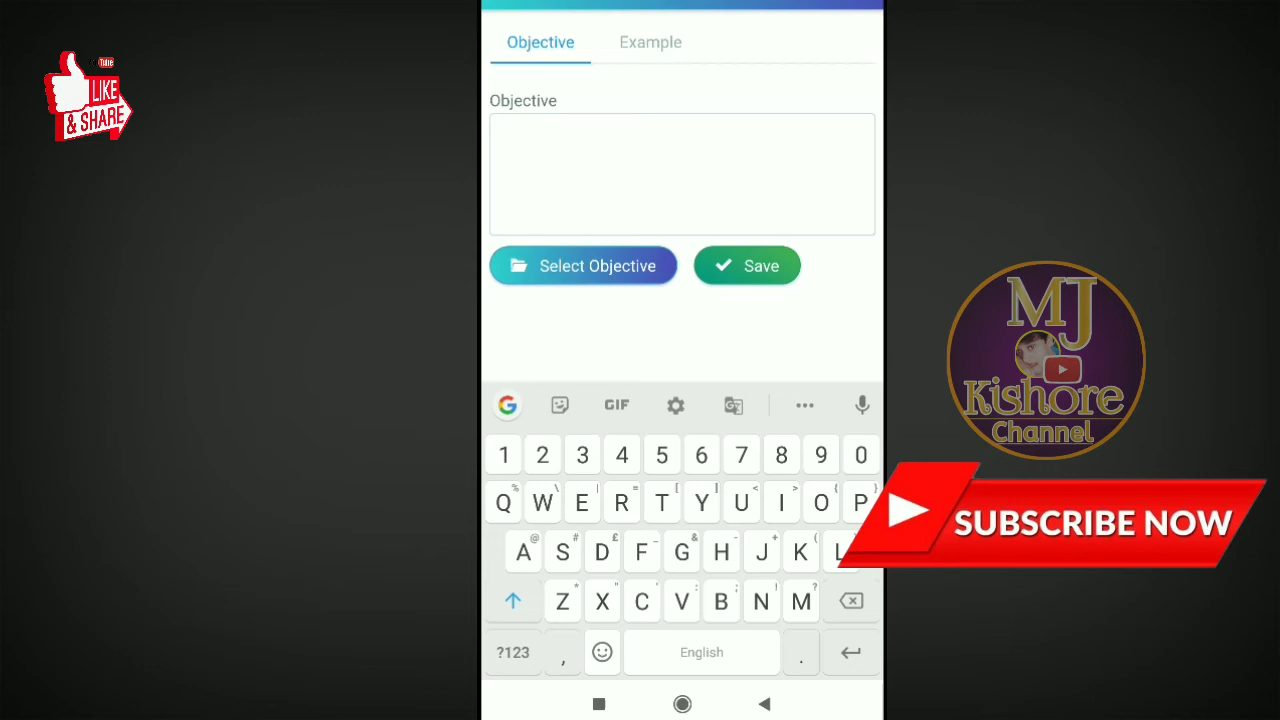 Objective
Example
Tube
LIKE
& SHARE
Objective
Select Objective
Save
MJ
Kishore
Channel
GIF
1 2 3 4 5 6 7 8 9 0
% \ | = [ ] < > { }
Q W E R T Y U I O P
@ # £ _ & - + (
A S D F G H J K L
* " ' : ; ! ?
Z X C V B N M
SUBSCRIBE NOW
?123 , English .